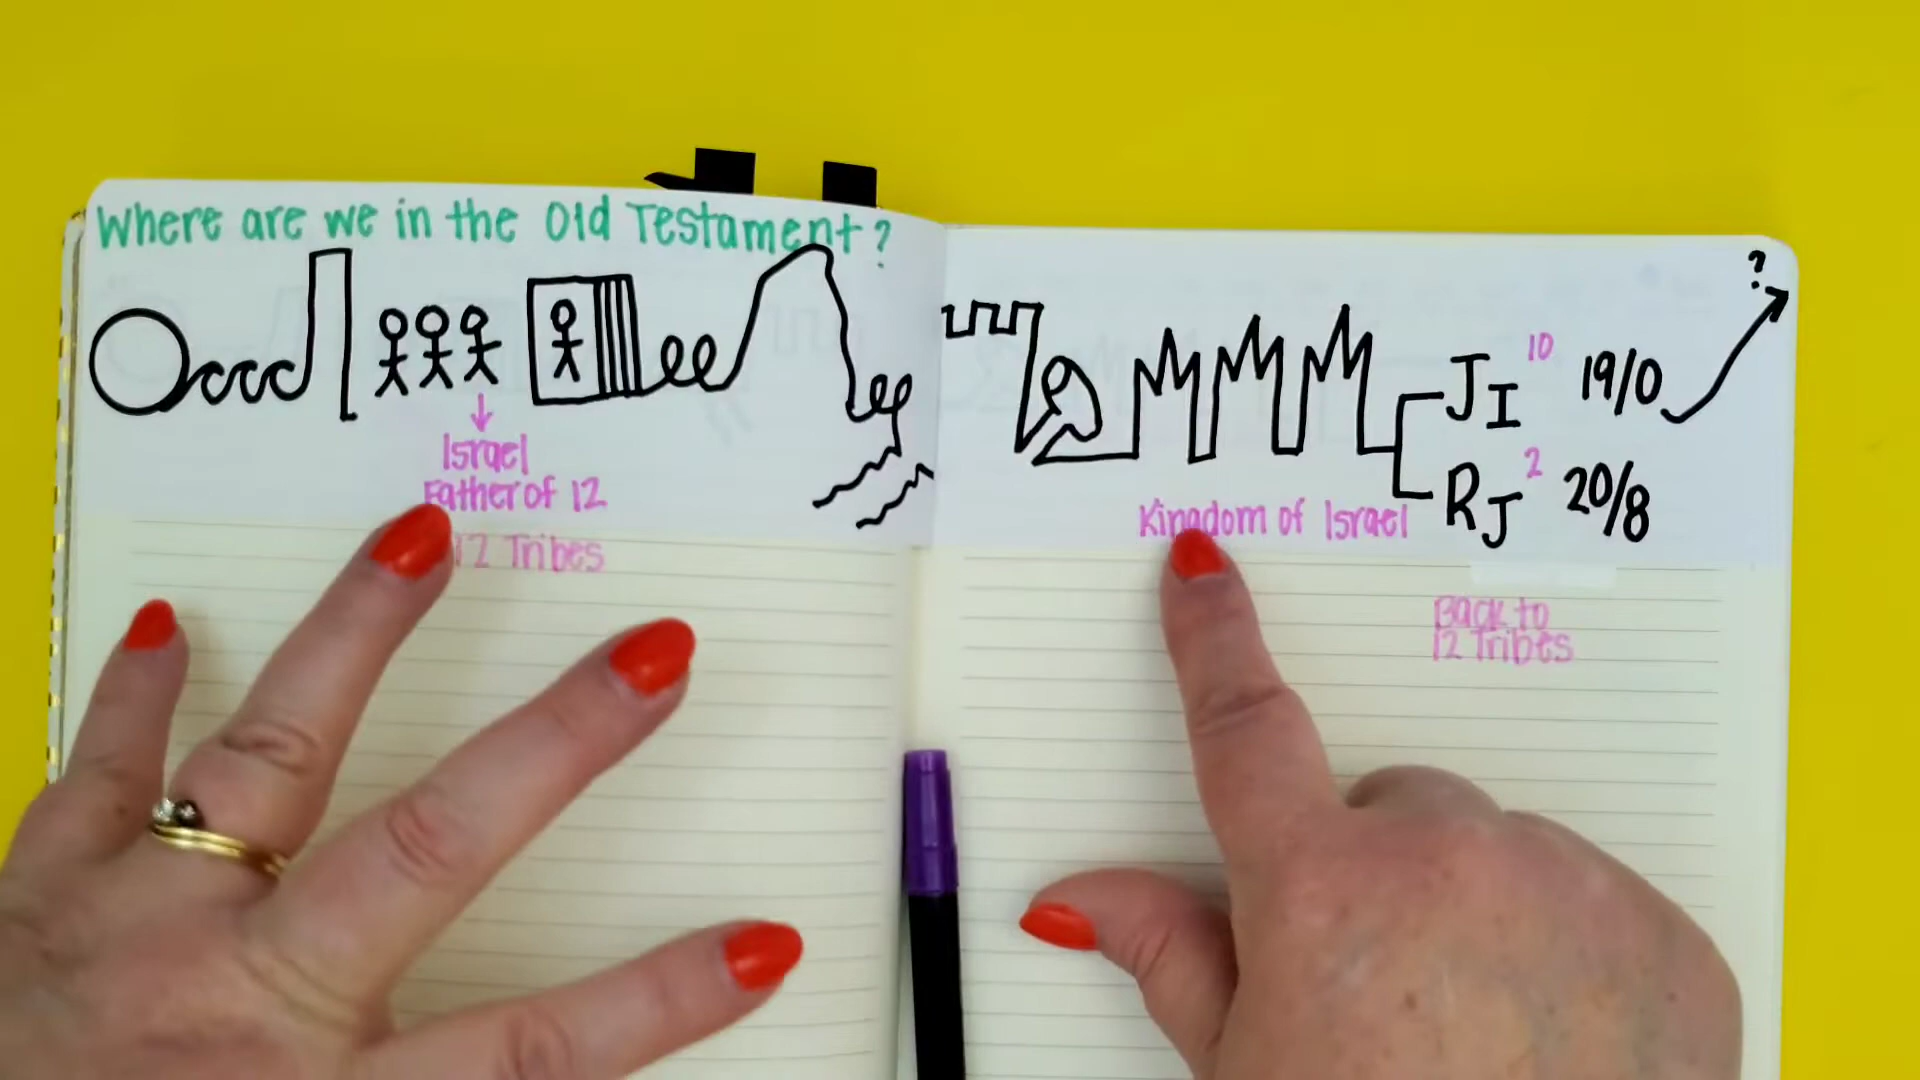 Where are we in the Old Testament?
Israel
Father of 12
12 Tribes
Kingdom of Israel
JI 10 19/0
?
RJ 2 20/8
Back to
12 Tribes